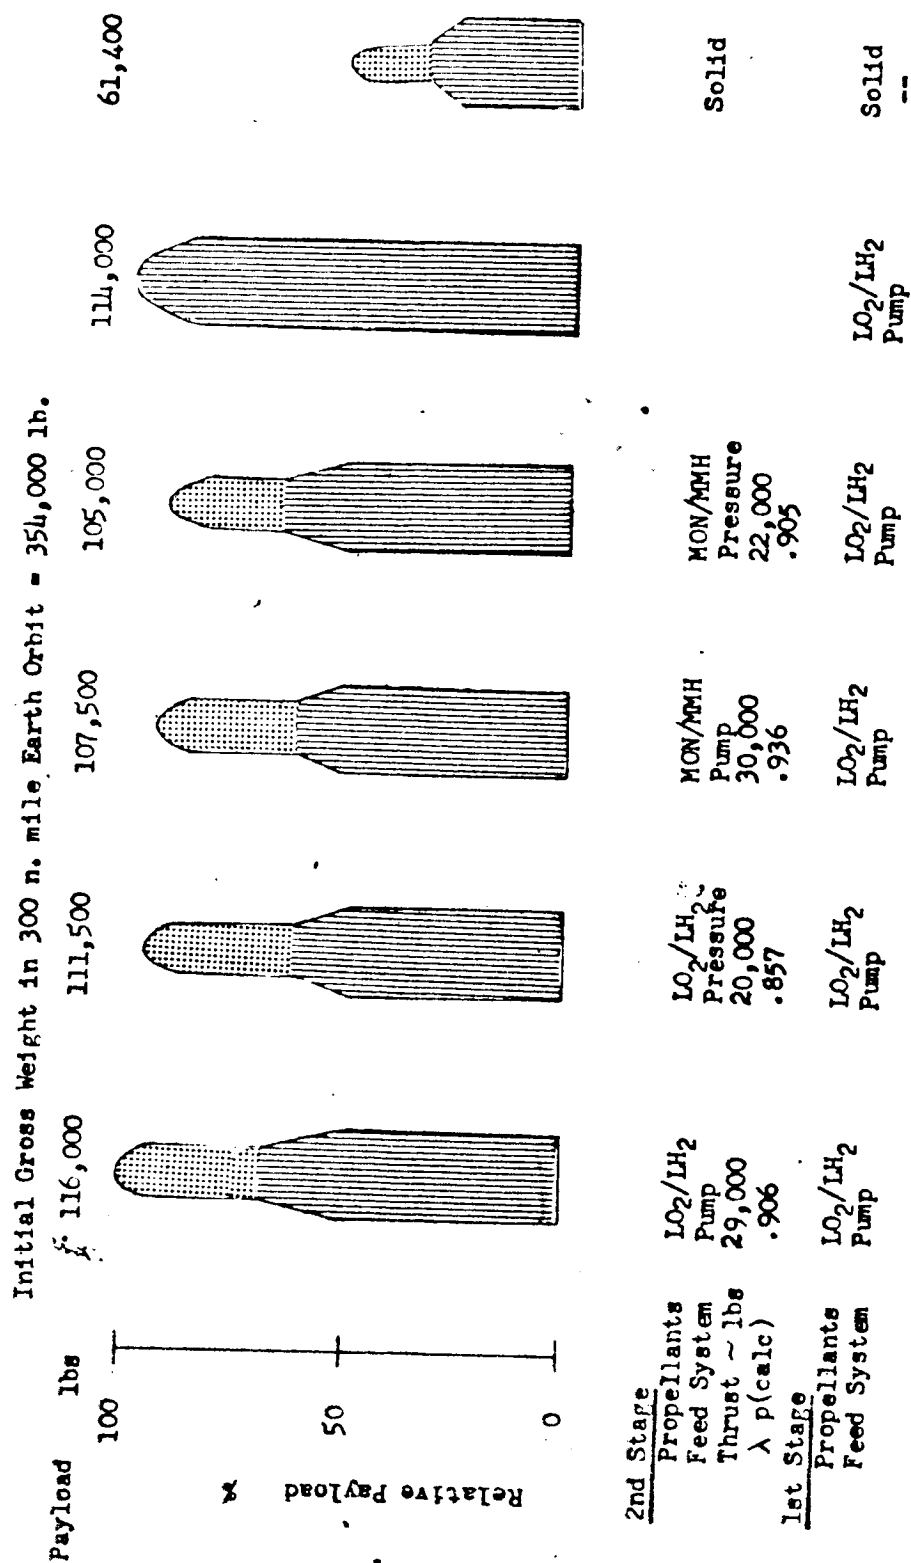 Initial Gross Weight in 300 n. mile Earth Orbit = 354,000 lb.
Payload lbs 116,000 111,500 107,500 105,000 114,000 61,400
100
50
0
Relative Payload
2nd Stage
Propellants LO2/LH2 LO2/LH2 MON/MMH MON/MMH Solid
Feed System Pump Pressure Pump Pressure
Thrust ~ lbs 29,000 20,000 30,000 22,000
λ p(calc) .906 .857 .936 .905
1st Stage
Propellants LO2/LH2 LO2/LH2 LO2/LH2 LO2/LH2 LO2/LH2 Solid
Feed System Pump Pump Pump Pump Pump --